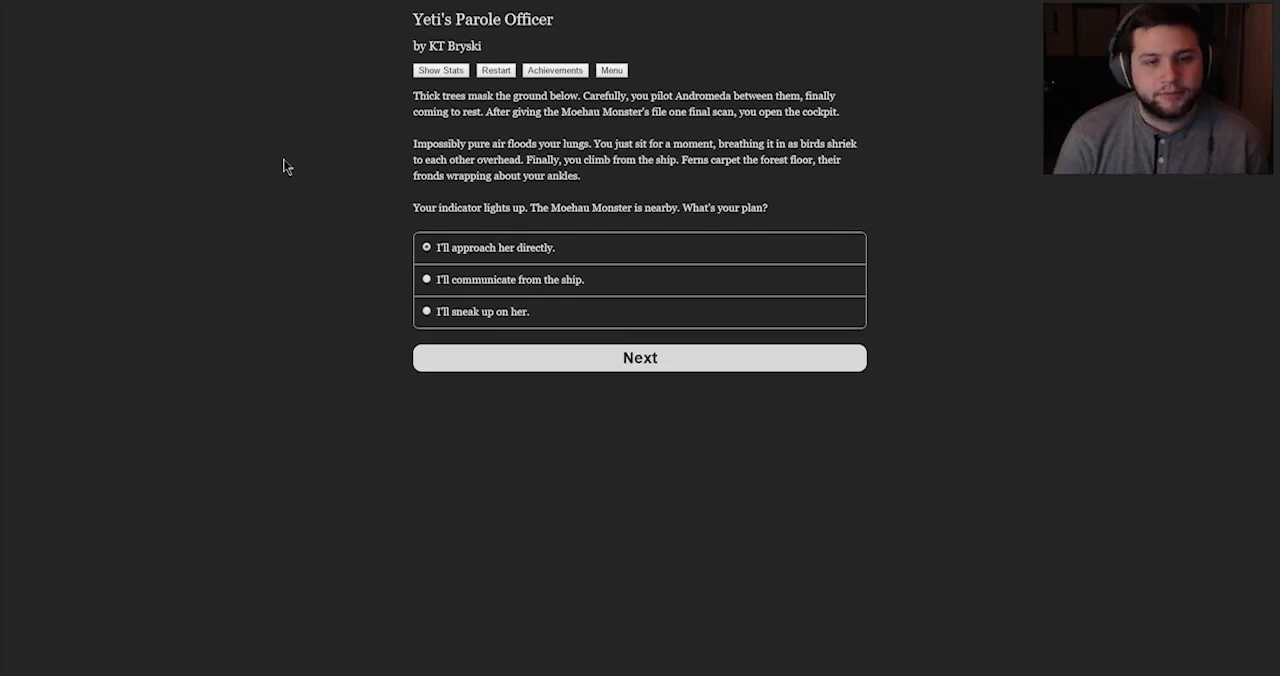 Yeti's Parole Officer
by KT Bryski
Show Stats Restart Achievements Menu
Thick trees mask the ground below. Carefully, you pilot Andromeda between them, finally
coming to rest. After giving the Moehau Monster's file one final scan, you open the cockpit.
Impossibly pure air floods your lungs. You just sit for a moment, breathing it in as birds shriek
to each other overhead. Finally, you climb from the ship. Ferns carpet the forest floor, their
fronds wrapping about your ankles.
Your indicator lights up. The Moehau Monster is nearby. What's your plan?
I'll approach her directly.
I'll communicate from the ship.
I'll sneak up on her.
Next